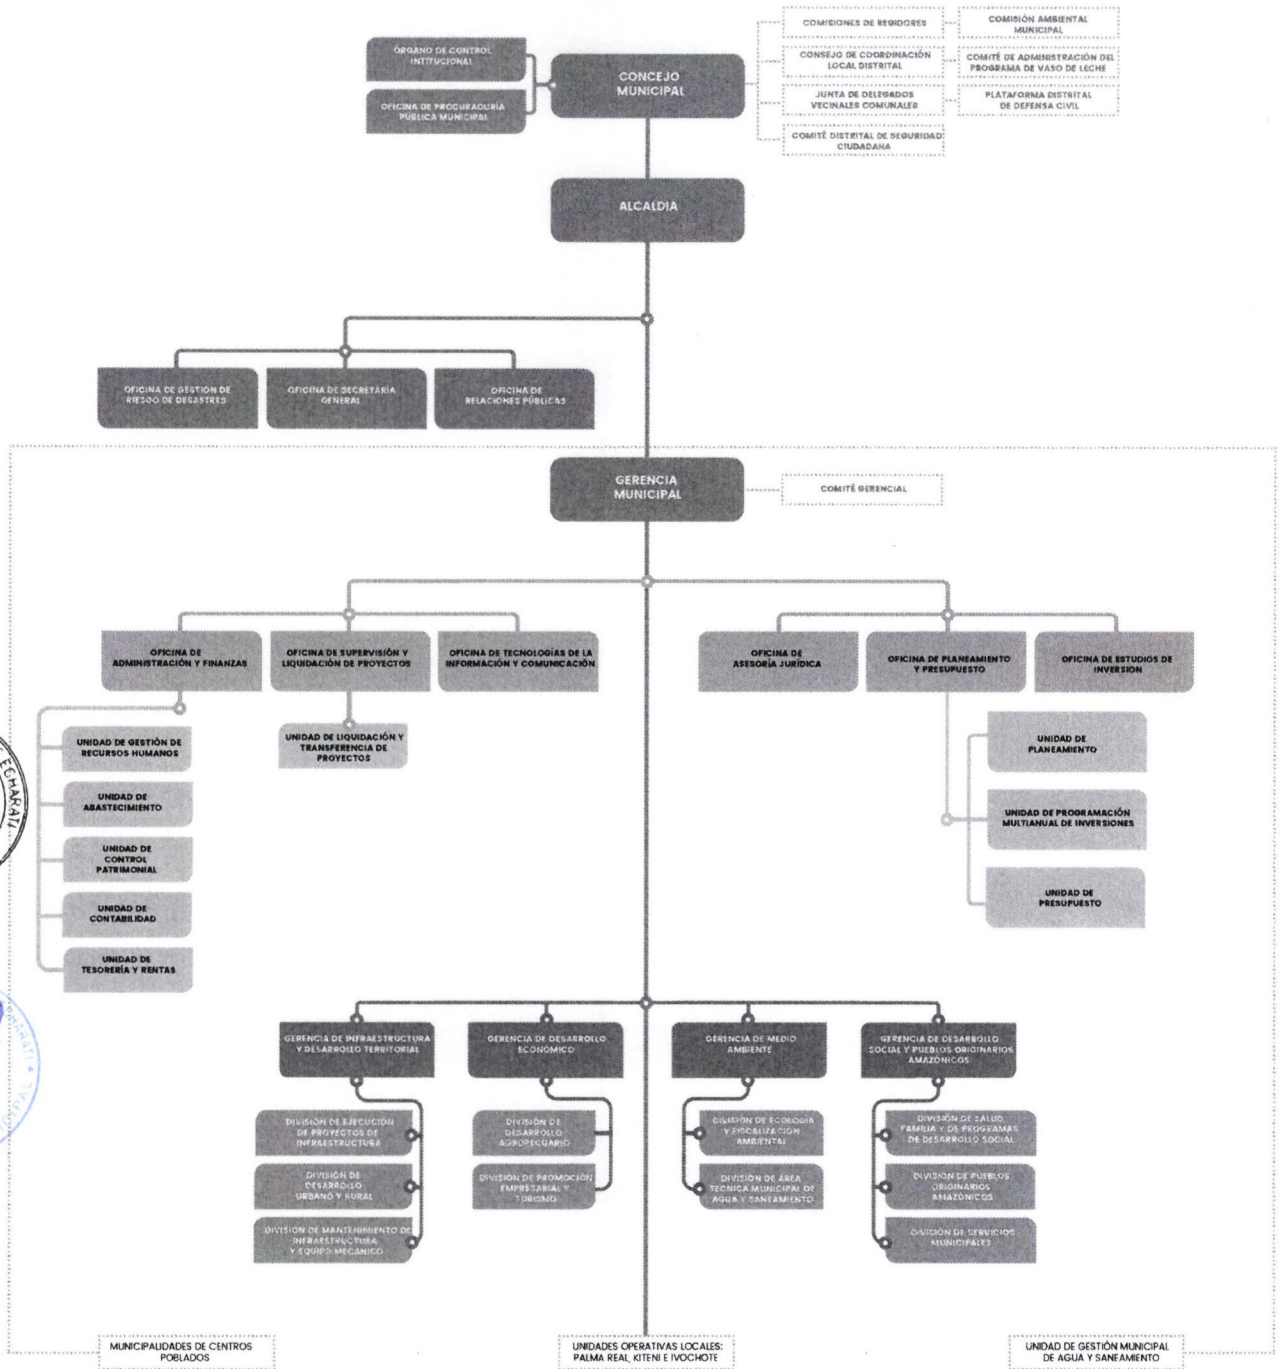 ÓRGANO DE CONTROL
INTITUCIONAL
OFICINA DE PROCURADURÍA
PÚBLICA MUNICIPAL
CONCEJO
MUNICIPAL
COMISIONES DE REGIDORES
COMISIÓN AMBIENTAL
MUNICIPAL
CONSEJO DE COORDINACIÓN
LOCAL DISTRITAL
COMITÉ DE ADMINISTRACIÓN DEL
PROGRAMA DE VASO DE LECHE
JUNTA DE DELEGADOS
VECINALES COMUNALES
PLATAFORMA DISTRITAL
DE DEFENSA CIVIL
COMITÉ DISTRITAL DE SEGURIDAD
CIUDADANA
ALCALDIA
OFICINA DE GESTION DE
RIESGO DE DESASTRES
OFICINA DE SECRETARÍA
GENERAL
OFICINA DE
RELACIONES PÚBLICAS
GERENCIA
MUNICIPAL
COMITÉ GERENCIAL
OFICINA DE
ADMINISTRACIÓN Y FINANZAS
OFICINA DE SUPERVISIÓN Y
LIQUIDACIÓN DE PROYECTOS
OFICINA DE TECNOLOGÍAS DE LA
INFORMACIÓN Y COMUNICACIÓN
OFICINA DE
ASESORÍA JURÍDICA
OFICINA DE PLANEAMIENTO
Y PRESUPUESTO
OFICINA DE ESTUDIOS DE
INVERSION
UNIDAD DE GESTIÓN DE
RECURSOS HUMANOS
UNIDAD DE
ABASTECIMIENTO
UNIDAD DE
CONTROL
PATRIMONIAL
UNIDAD DE
CONTABILIDAD
UNIDAD DE
TESORERÍA Y RENTAS
UNIDAD DE LIQUIDACIÓN Y
TRANSFERENCIA DE
PROYECTOS
UNIDAD DE
PLANEAMIENTO
UNIDAD DE PROGRAMACIÓN
MULTIANUAL DE INVERSIONES
UNIDAD DE
PRESUPUESTO
GERENCIA DE INFRAESTRUCTURA
Y DESARROLLO TERRITORIAL
GERENCIA DE DESARROLLO
ECONÓMICO
GERENCIA DE MEDIO
AMBIENTE
GERENCIA DE DESARROLLO
SOCIAL Y PUEBLOS ORIGINARIOS
AMAZÓNICOS
DIVISIÓN DE EJECUCIÓN
DE PROYECTOS DE
INFRAESTRUCTURA
DIVISIÓN DE
DESARROLLO
URBANO Y RURAL
DIVISIÓN DE MANTENIMIENTO DE
INFRAESTRUCTURA
Y EQUIPO MECANICO
DIVISIÓN DE
DESARROLLO
AGROPECUARIO
DIVISIÓN DE PROMOCIÓN
EMPRESARIAL Y
TURISMO
DIVISIÓN DE ECOLOGIA
Y FISCALIZACIÓN
AMBIENTAL
DIVISIÓN DE ÁREA
TECNICA MUNICIPAL DE
AGUA Y SANEAMIENTO
DIVISIÓN DE SALUD
FAMILIA Y DE PROGRAMAS
DE DESARROLLO SOCIAL
DIVISIÓN DE PUEBLOS
ORIGINARIOS
AMAZÓNICOS
DIVISIÓN DE SERVICIOS
MUNICIPALES
MUNICIPALIDADES DE CENTROS
POBLADOS
UNIDADES OPERATIVAS LOCALES:
PALMA REAL, KITENI E IVOCHOTE
UNIDAD DE GESTIÓN MUNICIPAL
DE AGUA Y SANEAMIENTO